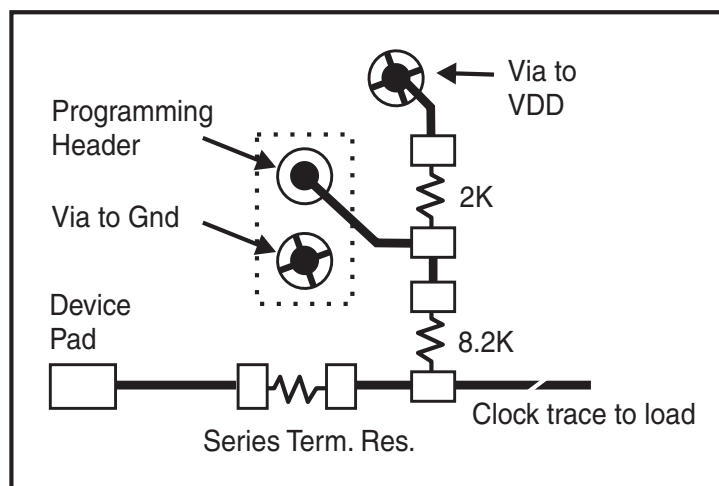 Via to
VDD
Programming
Header
2K
Via to Gnd
Device
Pad
8.2K
Clock trace to load
Series Term. Res.